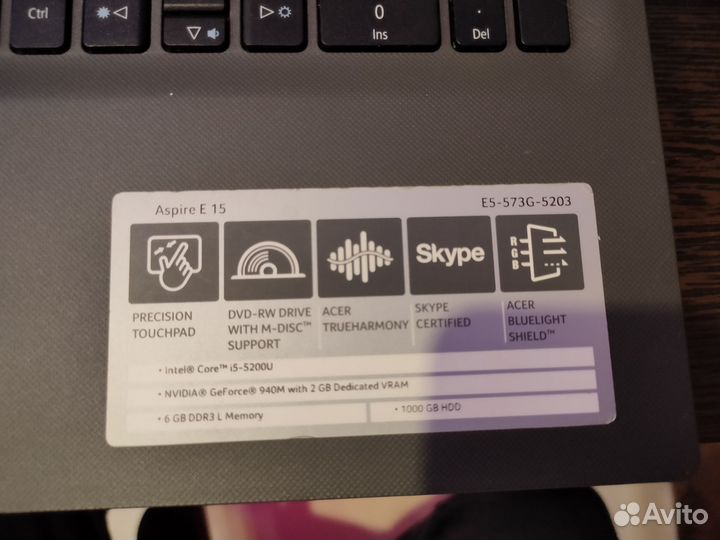 Ctrl
0
Ins
.
Del
Aspire E 15
E5-573G-5203
Skype
R
G
B
PRECISION
TOUCHPAD
DVD-RW DRIVE
WITH M-DISC™
SUPPORT
ACER
TRUEHARMONY
SKYPE
CERTIFIED
ACER
BLUELIGHT
SHIELD™
• Intel® Core™ i5-5200U
• NVIDIA® GeForce® 940M with 2 GB Dedicated VRAM
• 6 GB DDR3 L Memory
• 1000 GB HDD
Avito